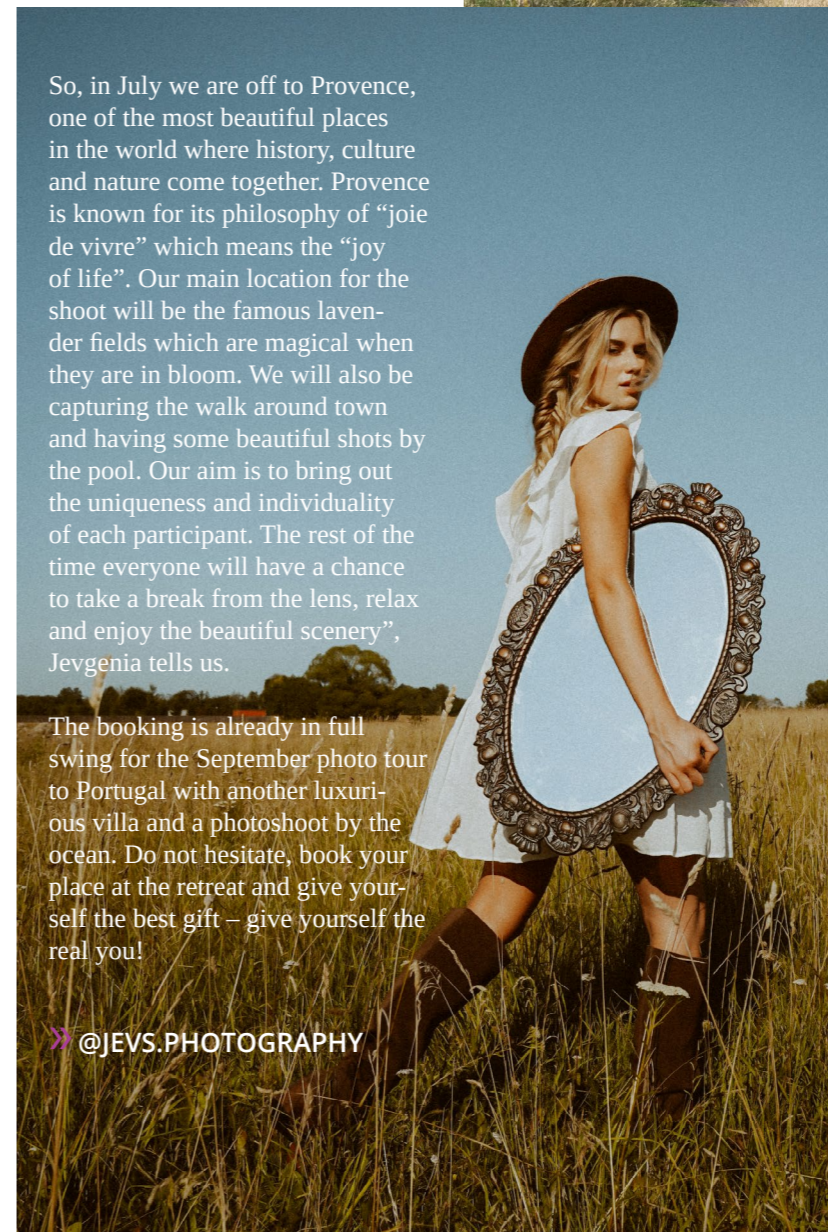 So, in July we are off to Provence,
one of the most beautiful places
in the world where history, culture
and nature come together. Provence
is known for its philosophy of “joie
de vivre” which means the “joy
of life”. Our main location for the
shoot will be the famous laven-
der fields which are magical when
they are in bloom. We will also be
capturing the walk around town
and having some beautiful shots by
the pool. Our aim is to bring out
the uniqueness and individuality
of each participant. The rest of the
time everyone will have a chance
to take a break from the lens, relax
and enjoy the beautiful scenery”,
Jevgenia tells us.
The booking is already in full
swing for the September photo tour
to Portugal with another luxuri-
ous villa and a photoshoot by the
ocean. Do not hesitate, book your
place at the retreat and give your-
self the best gift – give yourself the
real you!
» @JEVS.PHOTOGRAPHY